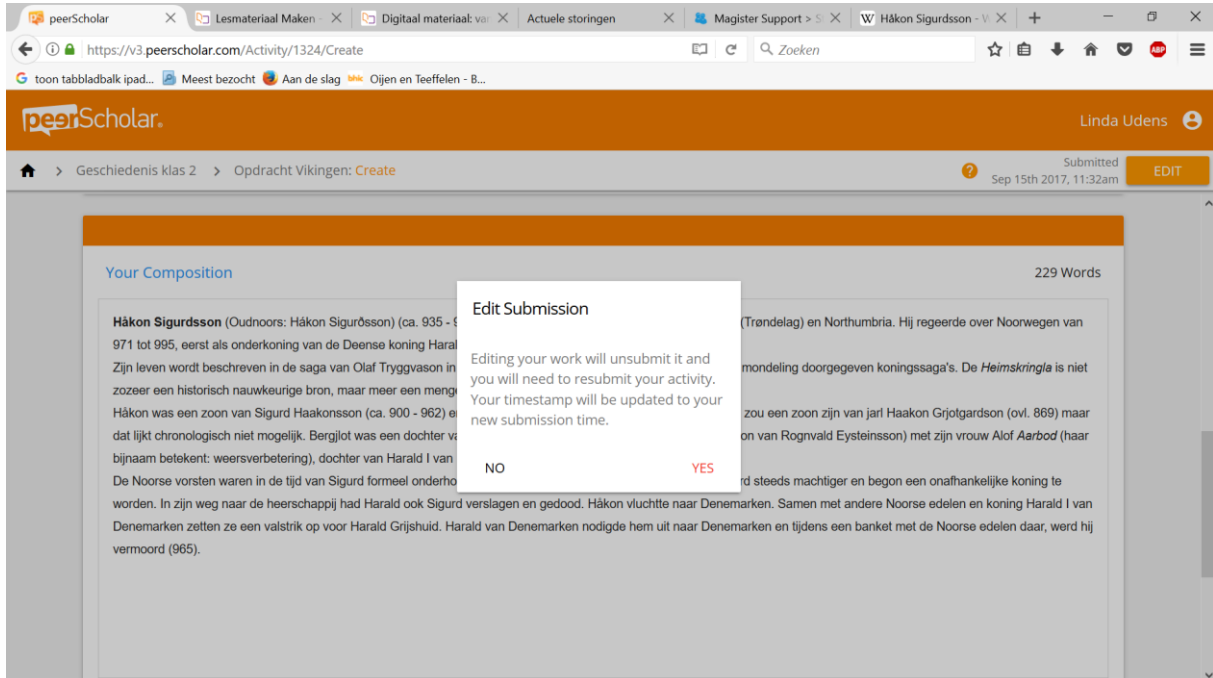 peerScholar
Lesmateriaal Maken -
Digitaal materiaal: var
Actuele storingen
Magister Support > S
Håkon Sigurdsson - W
https://v3.peerscholar.com/Activity/1324/Create
Zoeken
ABP
toon tabbladbalk ipad...
Meest bezocht
Aan de slag
bhic
Oijen en Teeffelen - B...
peerScholar®
Linda Udens
> Geschiedenis klas 2 > Opdracht Vikingen: Create
?
Submitted
Sep 15th 2017, 11:32am
EDIT
Your Composition
229 Words
Håkon Sigurdsson (Oudnoors: Hákon Sigurðsson) (ca. 935 - 9
(Trøndelag) en Northumbria. Hij regeerde over Noorwegen van
971 tot 995, eerst als onderkoning van de Deense koning Haral
Zijn leven wordt beschreven in de saga van Olaf Tryggvason in
mondeling doorgegeven koningssaga's. De Heimskringla is niet
zozeer een historisch nauwkeurige bron, maar meer een menge
Håkon was een zoon van Sigurd Haakonsson (ca. 900 - 962) e
zou een zoon zijn van jarl Haakon Grjotgardson (ovl. 869) maar
dat lijkt chronologisch niet mogelijk. Bergljot was een dochter va
on van Rognvald Eysteinsson) met zijn vrouw Alof Aarbod (haar
bijnaam betekent: weersverbetering), dochter van Harald I van
De Noorse vorsten waren in de tijd van Sigurd formeel onderho
rd steeds machtiger en begon een onafhankelijke koning te
worden. In zijn weg naar de heerschappij had Harald ook Sigurd verslagen en gedood. Håkon vluchtte naar Denemarken. Samen met andere Noorse edelen en koning Harald I van
Denemarken zetten ze een valstrik op voor Harald Grijshuid. Harald van Denemarken nodigde hem uit naar Denemarken en tijdens een banket met de Noorse edelen daar, werd hij
vermoord (965).
Edit Submission
Editing your work will unsubmit it and
you will need to resubmit your activity.
Your timestamp will be updated to your
new submission time.
NO
YES